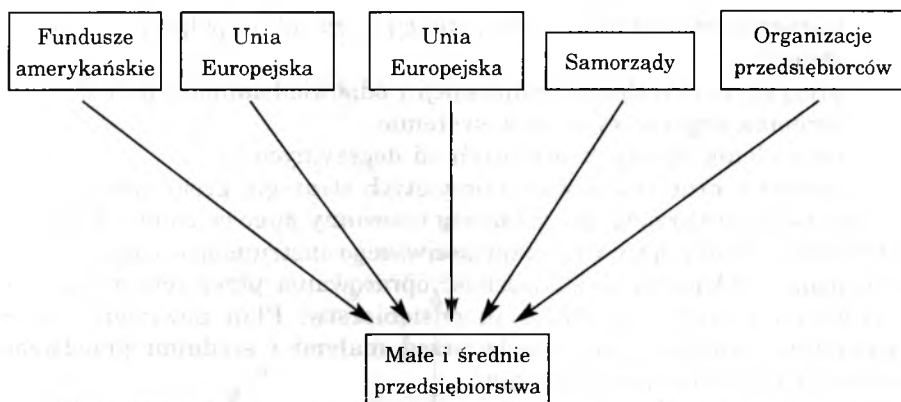 Fundusze
amerykańskie
Unia
Europejska
Unia
Europejska
Samorządy
Organizacje
przedsiębiorców
Małe i średnie
przedsiębiorstwa